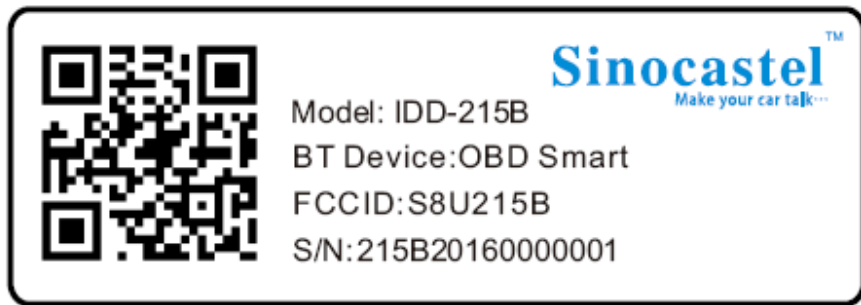 Sinocastel™
Make your car talk···
Model: IDD-215B
BT Device:OBD Smart
FCCID:S8U215B
S/N:215B20160000001